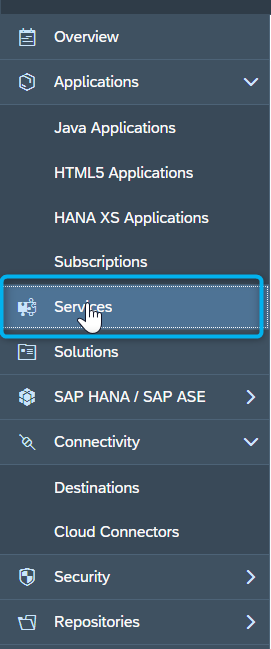 Overview
Applications
Java Applications
HTML5 Applications
HANA XS Applications
Subscriptions
Services
Solutions
SAP HANA / SAP ASE
Connectivity
Destinations
Cloud Connectors
Security
Repositories